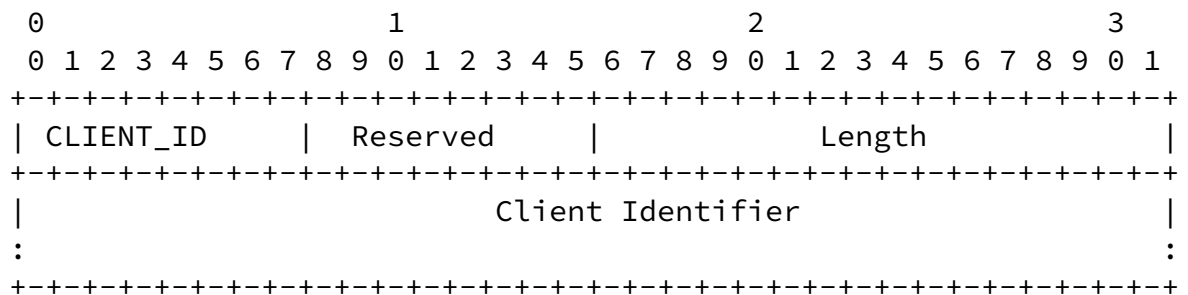 0                   1                   2                   3
 0 1 2 3 4 5 6 7 8 9 0 1 2 3 4 5 6 7 8 9 0 1 2 3 4 5 6 7 8 9 0 1
+-+-+-+-+-+-+-+-+-+-+-+-+-+-+-+-+-+-+-+-+-+-+-+-+-+-+-+-+-+-+-+-+
| CLIENT_ID     |  Reserved     |            Length             |
+-+-+-+-+-+-+-+-+-+-+-+-+-+-+-+-+-+-+-+-+-+-+-+-+-+-+-+-+-+-+-+-+
|                          Client Identifier                    |
:                                                               :
+-+-+-+-+-+-+-+-+-+-+-+-+-+-+-+-+-+-+-+-+-+-+-+-+-+-+-+-+-+-+-+-+